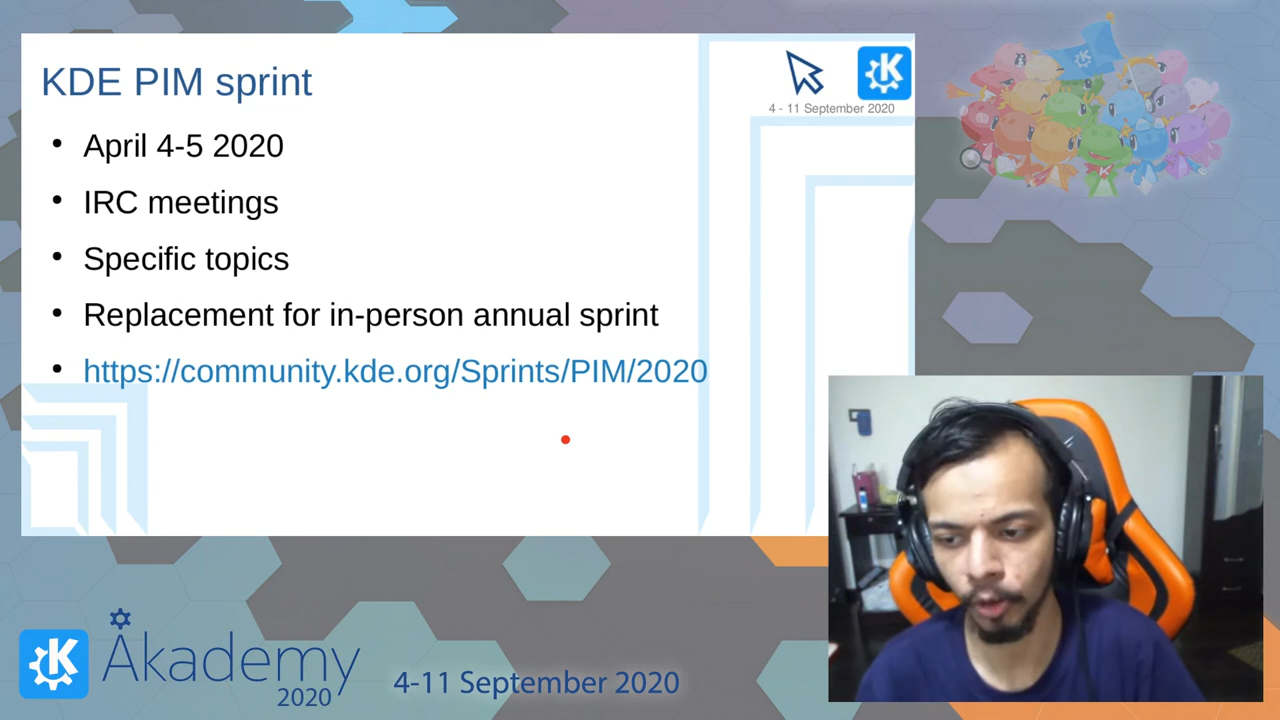 KDE PIM sprint
4 - 11 September 2020
• April 4-5 2020
• IRC meetings
• Specific topics
• Replacement for in-person annual sprint
• https://community.kde.org/Sprints/PIM/2020
Akademy
2020
4-11 September 2020